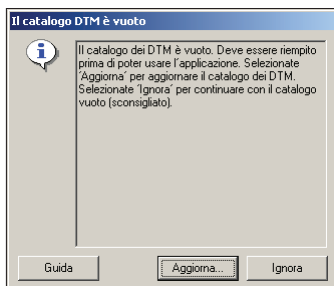 Il catalogo DTM è vuoto
Il catalogo dei DTM è vuoto. Deve essere riempito
prima di poter usare l'applicazione. Selezionate
'Aggiorna' per aggiornare il catalogo dei DTM.
Selezionate 'Ignora' per continuare con il catalogo
vuoto (sconsigliato).
Guida
Aggiorna...
Ignora